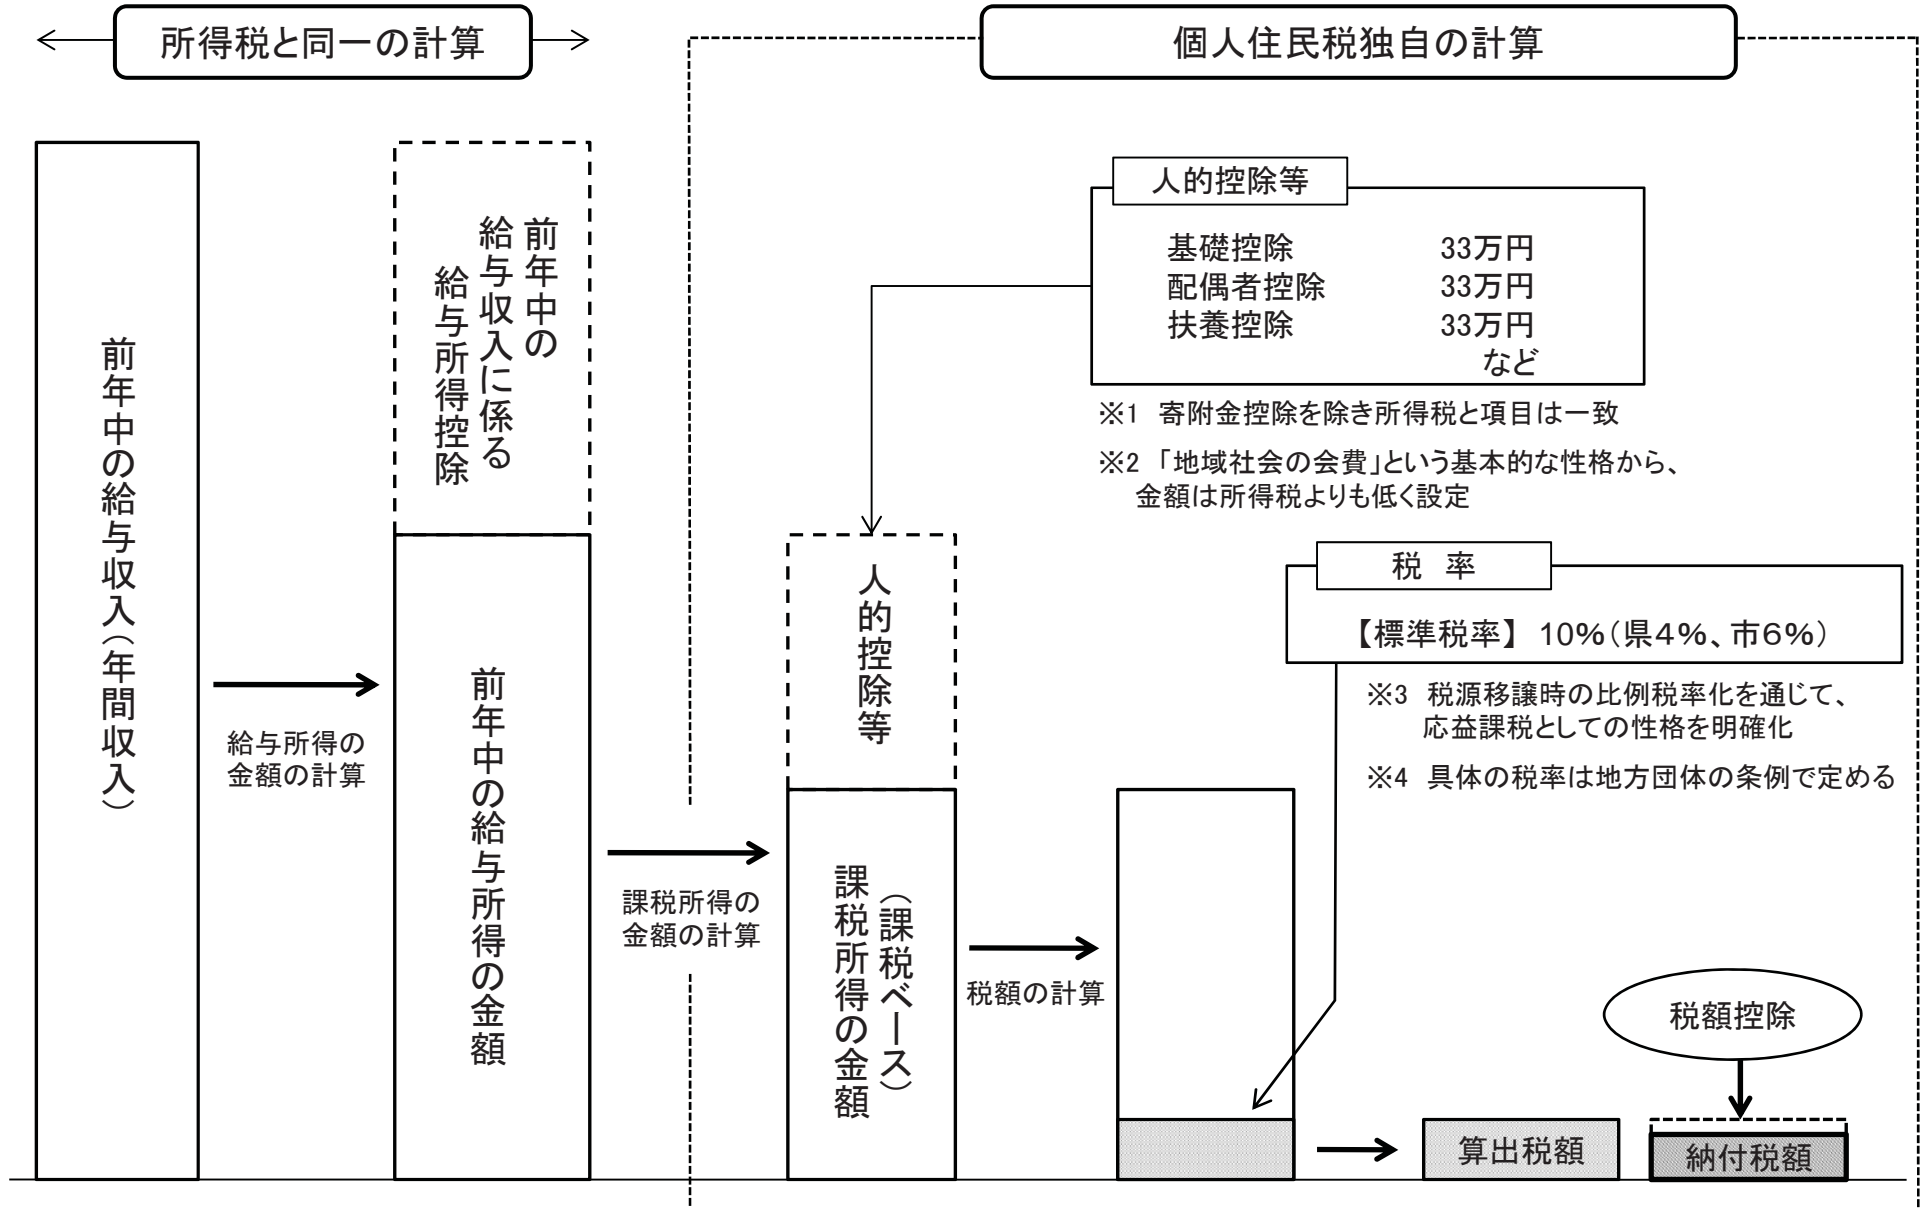 所得税と同一の計算
個人住民税独自の計算
前年中の給与収入(年間収入)
給与所得の
金額の計算
前年中の
給与収入に係る
給与所得控除
前年中の給与所得の金額
課税所得の
金額の計算
人的控除等
基礎控除 33万円
配偶者控除 33万円
扶養控除 33万円
など
※1 寄附金控除を除き所得税と項目は一致
※2 「地域社会の会費」という基本的な性格から、
金額は所得税よりも低く設定
人的控除等
(課税ベース)
課税所得の金額
税額の計算
税 率
【標準税率】 10%(県4%、市6%)
※3 税源移譲時の比例税率化を通じて、
応益課税としての性格を明確化
※4 具体の税率は地方団体の条例で定める
算出税額
税額控除
納付税額